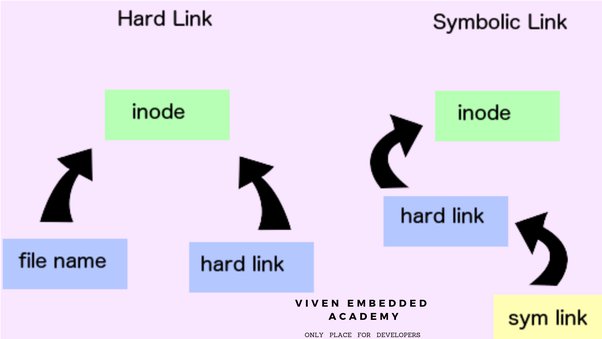 Hard Link
Symbolic Link
inode
inode
file name
hard link
hard link
sym link
VIVEN EMBEDDED
ACADEMY
ONLY PLACE FOR DEVELOPERS